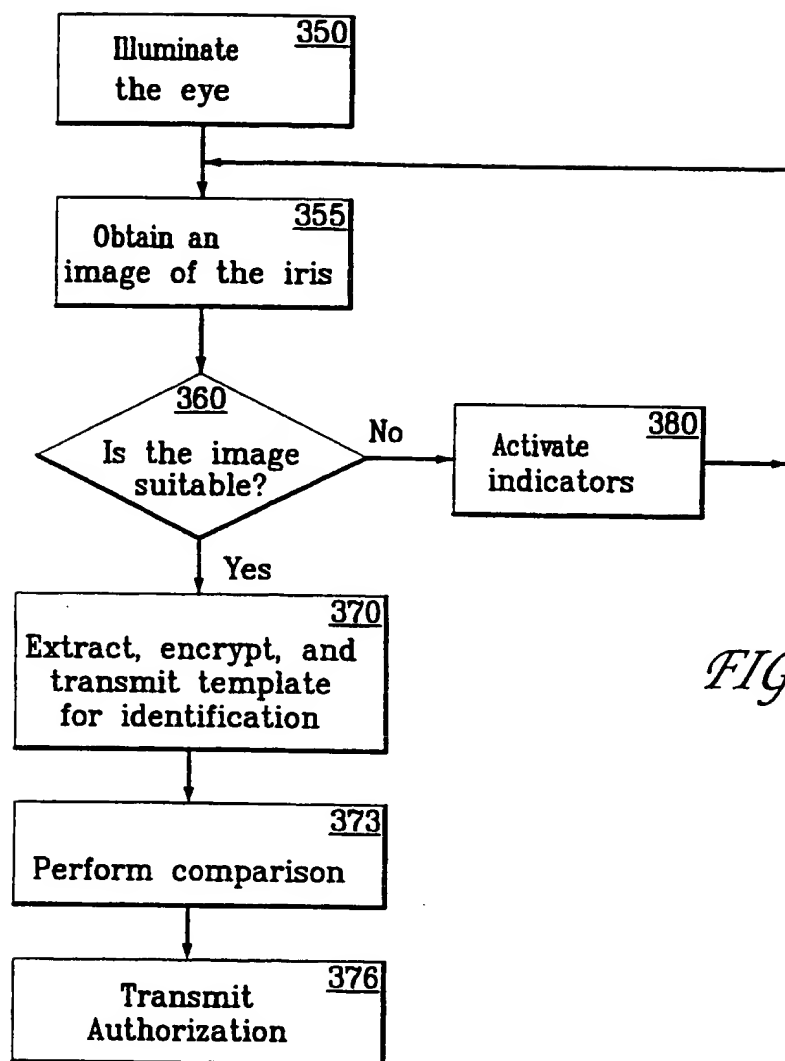 350
Illuminate
the eye
355
Obtain an
image of the iris
360
Is the image
suitable?
No
380
Activate
indicators
Yes
370
Extract, encrypt, and
transmit template
for identification
FIG
373
Perform comparison
376
Transmit
Authorization